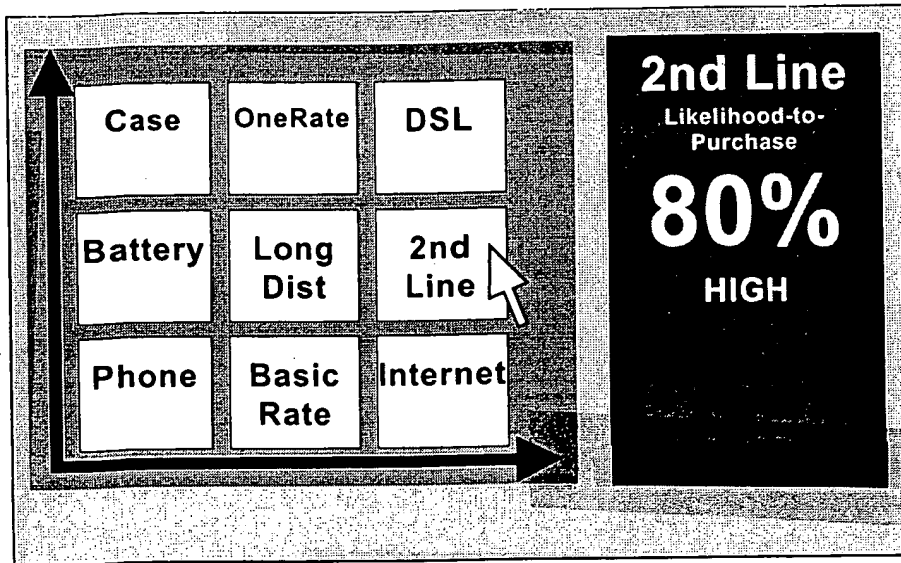 Case
OneRate
DSL
Battery
Long
Dist
2nd
Line
Phone
Basic
Rate
Internet
2nd Line
Likelihood-to-
Purchase
80%
HIGH